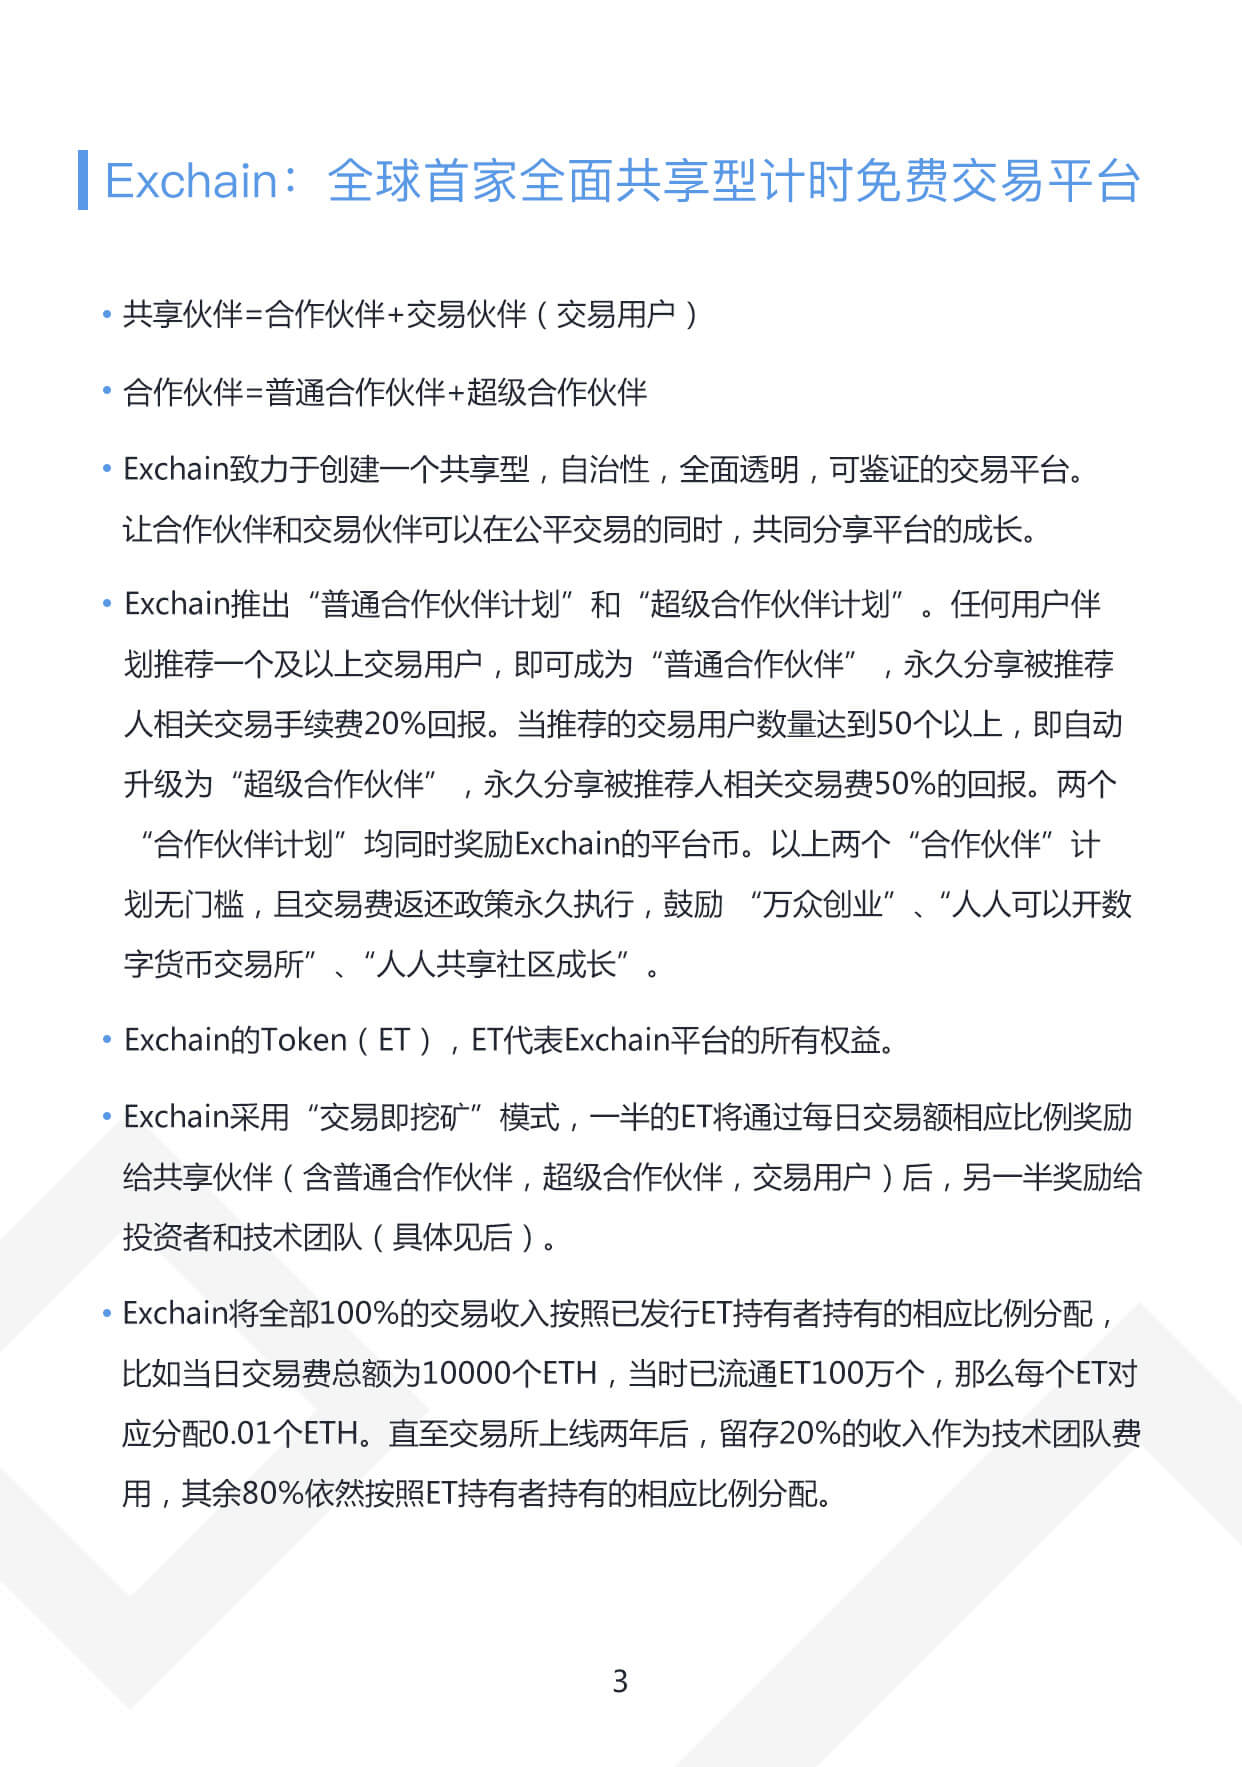 Exchain：全球首家全面共享型计时免费交易平台
• 共享伙伴=合作伙伴+交易伙伴（交易用户）
• 合作伙伴=普通合作伙伴+超级合作伙伴
• Exchain致力于创建一个共享型，自治性，全面透明，可鉴证的交易平台。
让合作伙伴和交易伙伴可以在公平交易的同时，共同分享平台的成长。
• Exchain推出“普通合作伙伴计划”和“超级合作伙伴计划”。任何用户伴
划推荐一个及以上交易用户，即可成为“普通合作伙伴”，永久分享被推荐
人相关交易手续费20%回报。当推荐的交易用户数量达到50个以上，即自动
升级为“超级合作伙伴”，永久分享被推荐人相关交易费50%的回报。两个
“合作伙伴计划”均同时奖励Exchain的平台币。以上两个“合作伙伴”计
划无门槛，且交易费返还政策永久执行，鼓励 “万众创业”、“人人可以开数
字货币交易所”、“人人共享社区成长”。
• Exchain的Token（ET），ET代表Exchain平台的所有权益。
• Exchain采用“交易即挖矿”模式，一半的ET将通过每日交易额相应比例奖励
给共享伙伴（含普通合作伙伴，超级合作伙伴，交易用户）后，另一半奖励给
投资者和技术团队（具体见后）。
• Exchain将全部100%的交易收入按照已发行ET持有者持有的相应比例分配，
比如当日交易费总额为10000个ETH，当时已流通ET100万个，那么每个ET对
应分配0.01个ETH。直至交易所上线两年后，留存20%的收入作为技术团队费
用，其余80%依然按照ET持有者持有的相应比例分配。
3